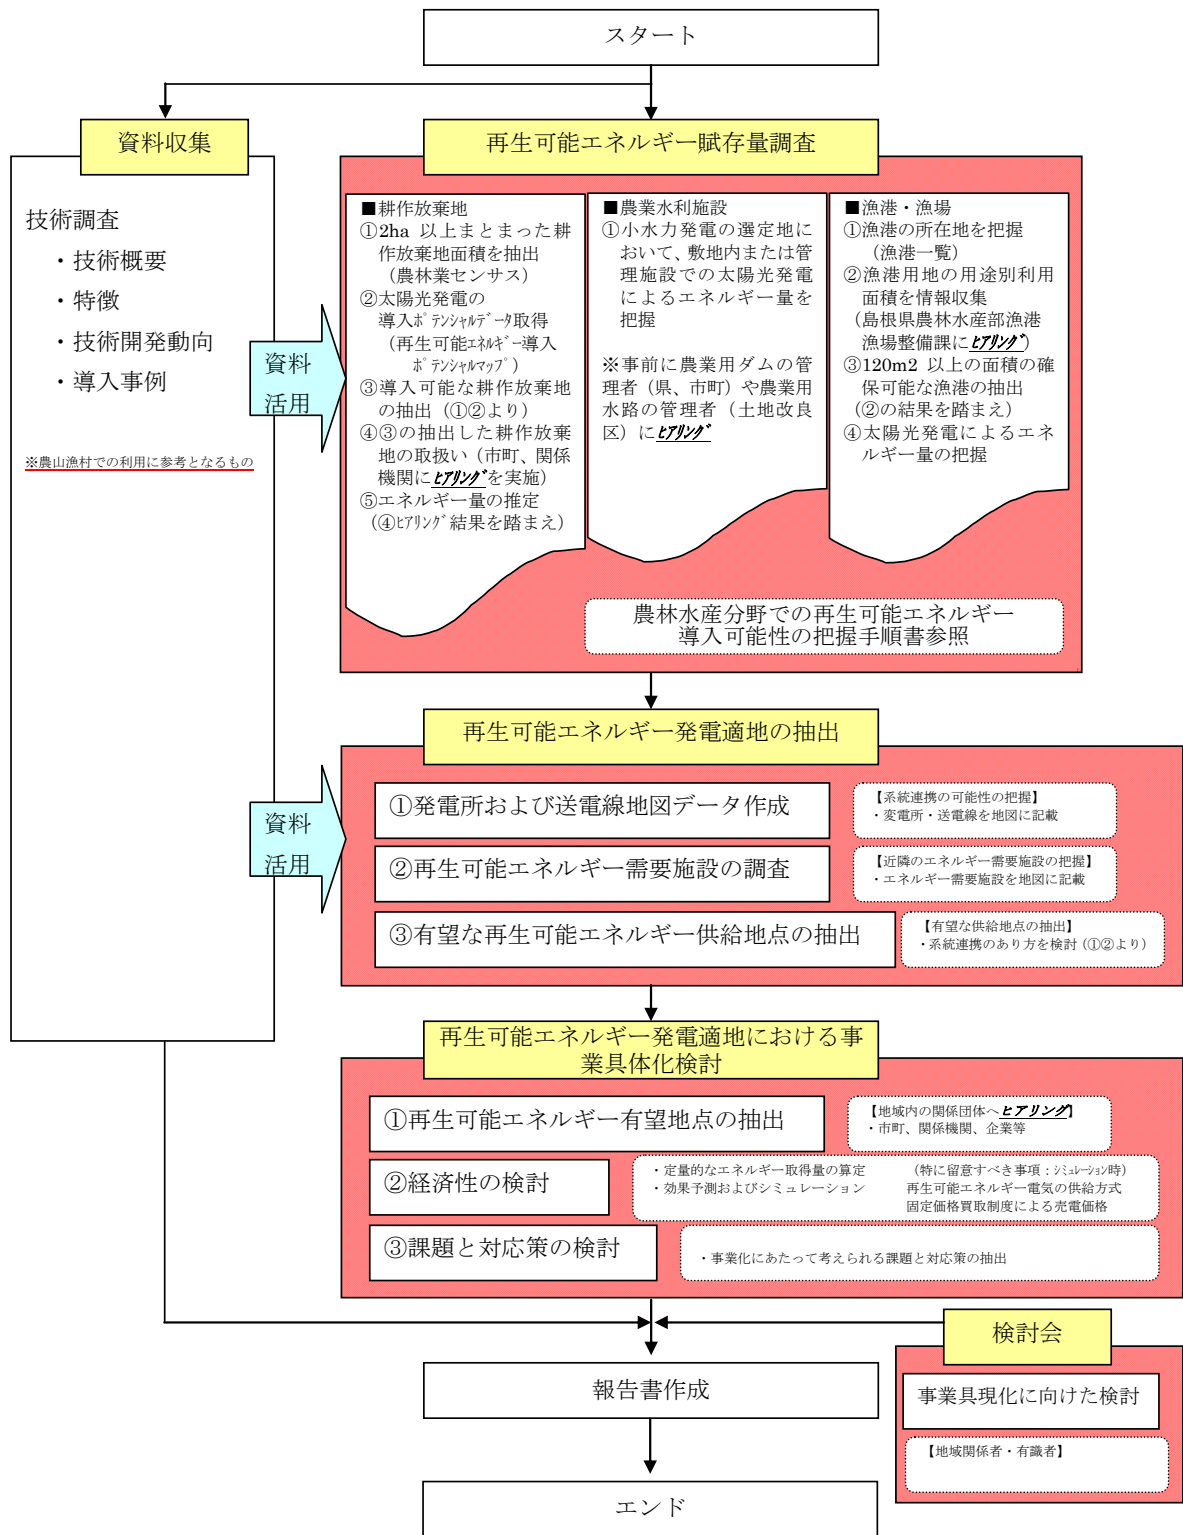 スタート
資料収集
技術調査
・技術概要
・特徴
・技術開発動向
・導入事例
※農山漁村での利用に参考となるもの
再生可能エネルギー賦存量調査
■耕作放棄地
①2ha 以上まとまった耕
作放棄地面積を抽出
（農林業センサス）
②太陽光発電の
導入ﾎﾟﾃﾝｼｬﾙﾃﾞｰﾀ取得
（再生可能ｴﾈﾙｷﾞｰ導入
ﾎﾟﾃﾝｼｬﾙﾏｯﾌﾟ）
③導入可能な耕作放棄地
の抽出（①②より）
④③の抽出した耕作放棄
地の取扱い（市町、関係
機関にﾋｱﾘﾝｸﾞを実施）
⑤エネルギー量の推定
（④ﾋｱﾘﾝｸﾞ結果を踏まえ）
■農業水利施設
①小水力発電の選定地に
おいて、敷地内または管
理施設での太陽光発電
によるエネルギー量を
把握
※事前に農業用ダムの管
理者（県、市町）や農業用
水路の管理者（土地改良
区）にﾋｱﾘﾝｸﾞ
■漁港・漁場
①漁港の所在地を把握
（漁港一覧）
②漁港用地の用途別利用
面積を情報収集
（島根県農林水産部漁港
漁場整備課にﾋｱﾘﾝｸﾞ）
③120m2 以上の面積の確
保可能な漁港の抽出
（②の結果を踏まえ）
④太陽光発電によるエネ
ルギー量の把握
資料
活用
農林水産分野での再生可能エネルギー
導入可能性の把握手順書参照
再生可能エネルギー発電適地の抽出
資料
活用
①発電所および送電線地図データ作成
【系統連携の可能性の把握】
・変電所・送電線を地図に記載
②再生可能エネルギー需要施設の調査
【近隣のエネルギー需要施設の把握】
・エネルギー需要施設を地図に記載
③有望な再生可能エネルギー供給地点の抽出
【有望な供給地点の抽出】
・系統連携のあり方を検討（①②より）
再生可能エネルギー発電適地における事
業具体化検討
①再生可能エネルギー有望地点の抽出
【地域内の関係団体へヒアリング】
・市町、関係機関、企業等
②経済性の検討
・定量的なエネルギー取得量の算定　（特に留意すべき事項：ｼﾐｭﾚｰｼｮﾝ時）
・効果予測およびシミュレーション　再生可能エネルギー電気の供給方式
固定価格買取制度による売電価格
③課題と対応策の検討
・事業化にあたって考えられる課題と対応策の抽出
検討会
事業具現化に向けた検討
【地域関係者・有識者】
報告書作成
エンド